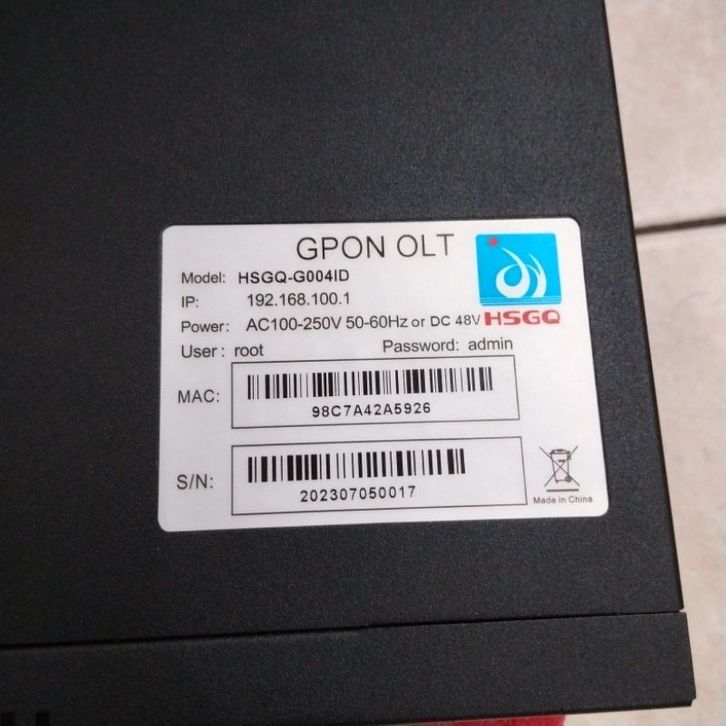 GPON OLT
Model: HSGQ-G004ID
IP: 192.168.100.1
Power: AC100-250V 50-60Hz or DC 48V
HSGQ
User : root Password: admin
MAC:
98C7A42A5926
S/N:
202307050017
Made in China